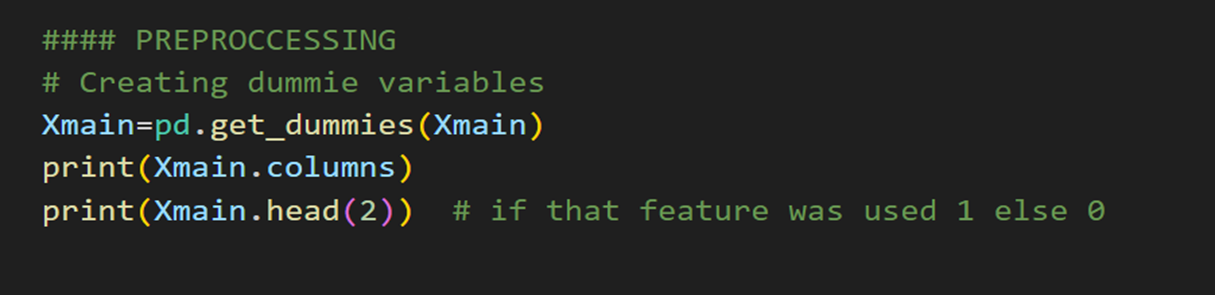 #### PREPROCCESSING
# Creating dummie variables
Xmain=pd.get_dummies(Xmain)
print(Xmain.columns)
print(Xmain.head(2))  # if that feature was used 1 else 0